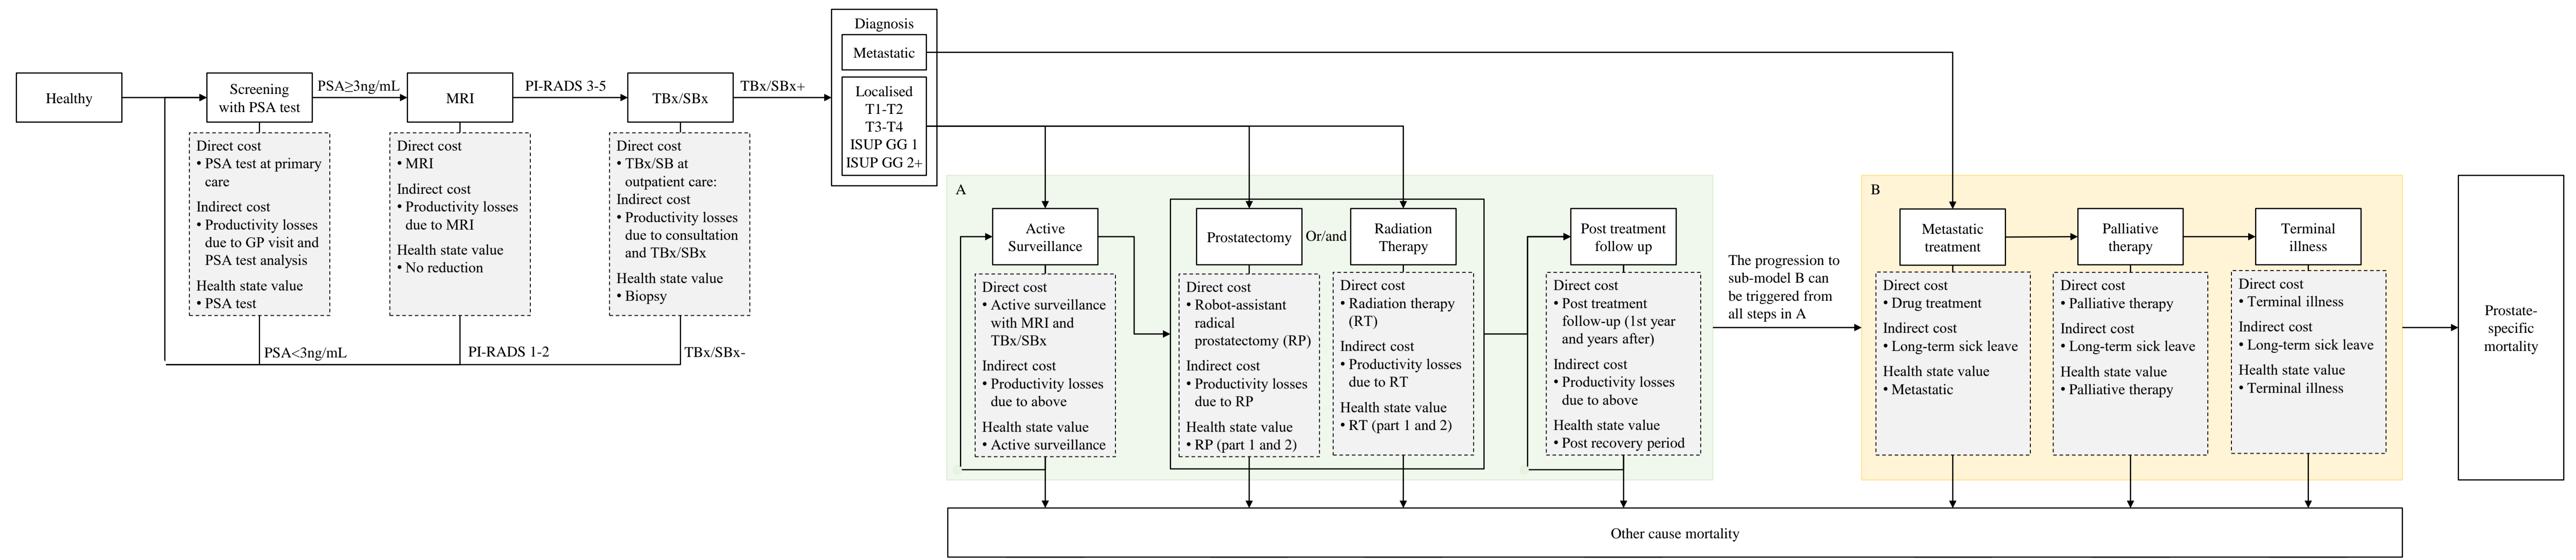 Healthy
Screening
with PSA test
PSA≥3ng/mL
MRI
PI-RADS 3-5
TBx/SBx
TBx/SBx+
Diagnosis
Metastatic
Localised
T1-T2
T3-T4
ISUP GG 1
ISUP GG 2+
Direct cost
• PSA test at primary
care
Indirect cost
• Productivity losses
due to GP visit and
PSA test analysis
Health state value
• PSA test
Direct cost
• MRI
Indirect cost
• Productivity losses
due to MRI
Health state value
• No reduction
Direct cost
• TBx/SB at
outpatient care:
Indirect cost
• Productivity losses
due to consultation
and TBx/SBx
Health state value
• Biopsy
PSA<3ng/mL
PI-RADS 1-2
TBx/SBx-
A
Active
Surveillance
Direct cost
• Active surveillance
with MRI and
TBx/SBx
Indirect cost
• Productivity losses
due to above
Health state value
• Active surveillance
Prostatectomy
Or/and
Radiation
Therapy
Direct cost
• Robot-assistant
radical
prostatectomy (RP)
Indirect cost
• Productivity losses
due to RP
Health state value
• RP (part 1 and 2)
Direct cost
• Radiation therapy
(RT)
Indirect cost
• Productivity losses
due to RT
Health state value
• RT (part 1 and 2)
Post treatment
follow up
Direct cost
• Post treatment
follow-up (1st year
and years after)
Indirect cost
• Productivity losses
due to above
Health state value
• Post recovery period
The progression to
sub-model B can
be triggered from
all steps in A
B
Metastatic
treatment
Direct cost
• Drug treatment
Indirect cost
• Long-term sick leave
Health state value
• Metastatic
Palliative
therapy
Direct cost
• Palliative therapy
Indirect cost
• Long-term sick leave
Health state value
• Palliative therapy
Terminal
illness
Direct cost
• Terminal illness
Indirect cost
• Long-term sick leave
Health state value
• Terminal illness
Prostate-
specific
mortality
Other cause mortality